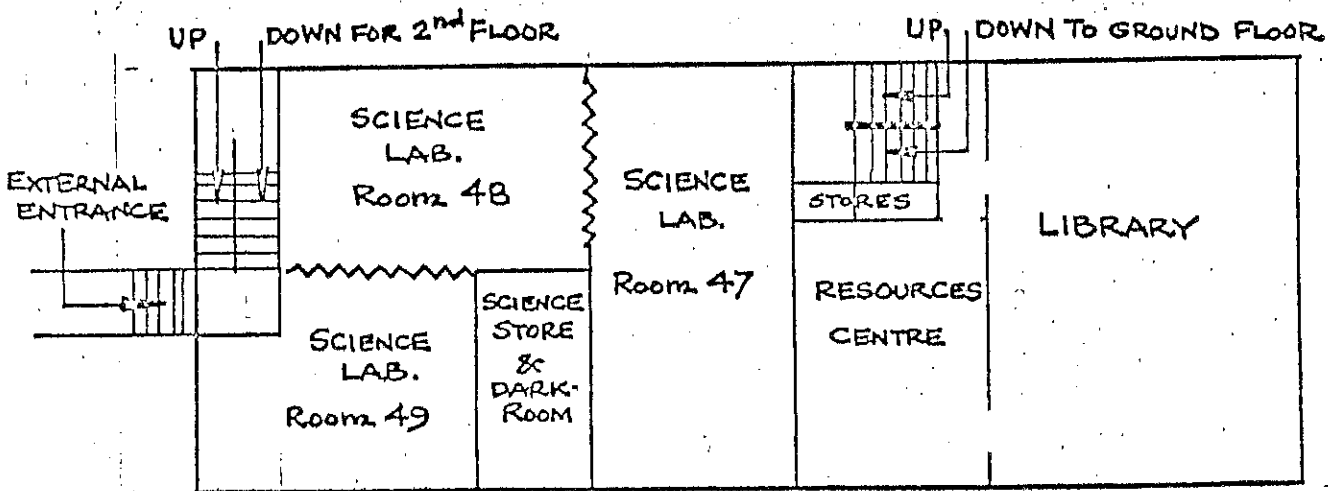 UP DOWN FOR 2nd FLOOR
UP DOWN TO GROUND FLOOR
EXTERNAL
ENTRANCE
SCIENCE
LAB.
Room 48
SCIENCE
LAB.
Room 47
STORES
LIBRARY
RESOURCES
CENTRE
SCIENCE
LAB.
Room 49
SCIENCE
STORE
&
DARK-
ROOM